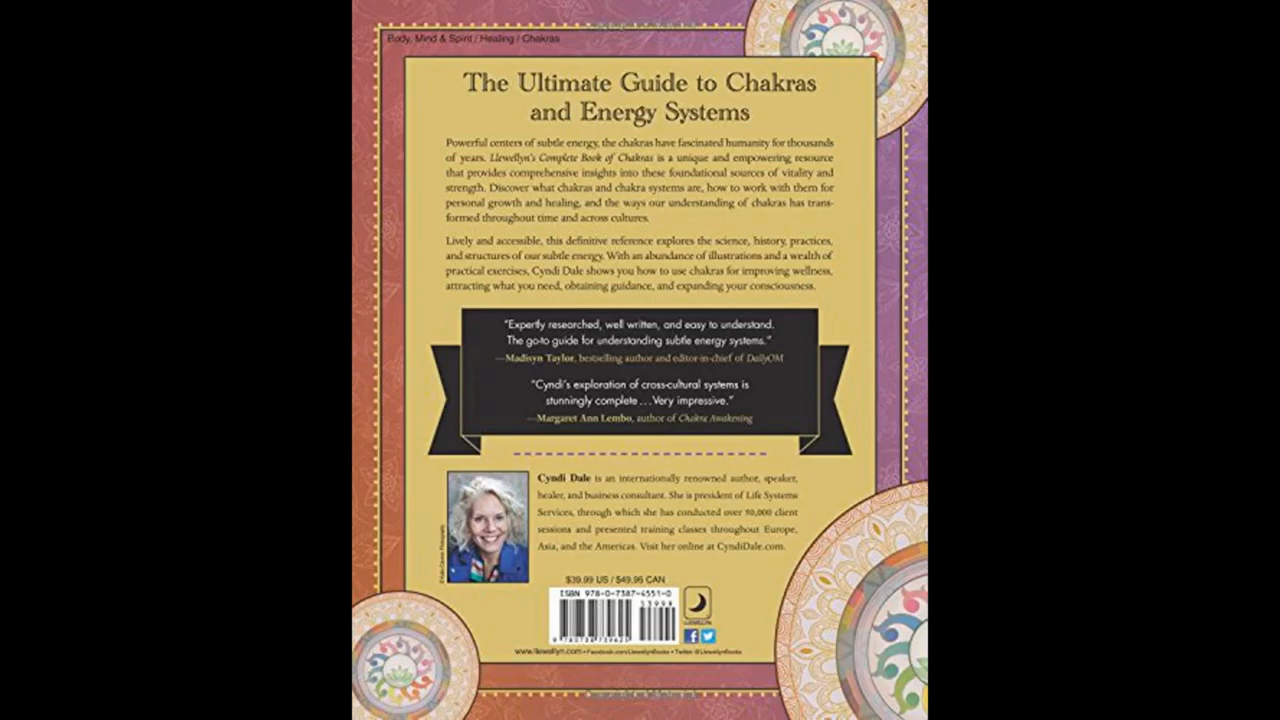 Body, Mind & Spirit / Healing / Chakras
The Ultimate Guide to Chakras
and Energy Systems
Powerful centers of subtle energy, the chakras have fascinated humanity for thousands
of years. Llewellyn's Complete Book of Chakras is a unique and empowering resource
that provides comprehensive insights into these foundational sources of vitality and
strength. Discover what chakras and chakra systems are, how to work with them for
personal growth and healing, and the ways our understanding of chakras has trans-
formed throughout time and across cultures.
Lively and accessible, this definitive reference explores the science, history, practices,
and structures of our subtle energy. With an abundance of illustrations and a wealth of
practical exercises, Cyndi Dale shows you how to use chakras for improving wellness,
attracting what you need, obtaining guidance, and expanding your consciousness.
"Expertly researched, well written, and easy to understand.
The go-to guide for understanding subtle energy systems."
—Madisyn Taylor, bestselling author and editor-in-chief of DailyOM
"Cyndi's exploration of cross-cultural systems is
stunningly complete ... Very impressive."
—Margaret Ann Lembo, author of Chakra Awakening
Cyndi Dale is an internationally renowned author, speaker,
healer, and business consultant. She is president of Life Systems
Services, through which she has conducted over 50,000 client
sessions and presented training classes throughout Europe,
Asia, and the Americas. Visit her online at CyndiDale.com.
$39.99 US / $49.95 CAN
ISBN 978-0-7387-4551-0
53999
LLEWELLYN
www.llewellyn.com • Facebook.com/LlewellynBooks • Twitter: @LlewellynBooks